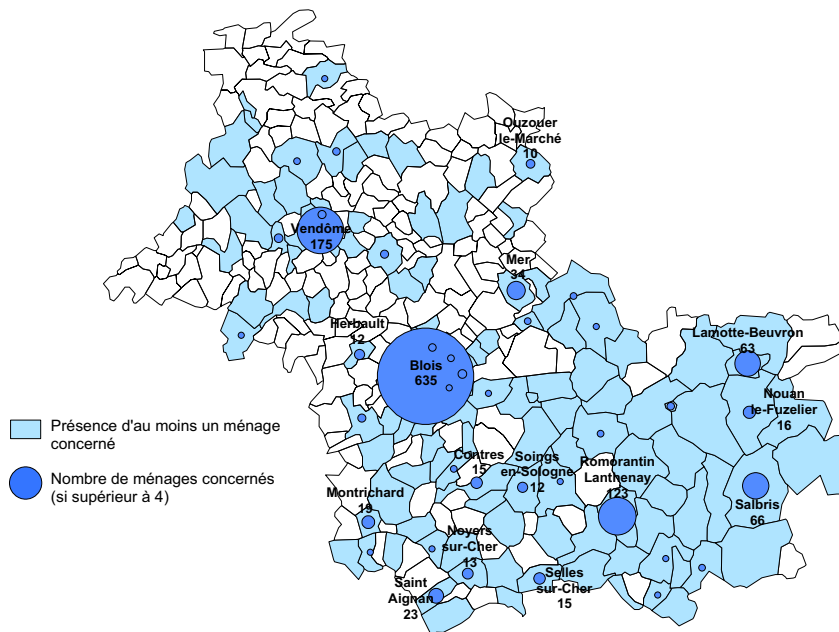 Ouzouer
le-Marché
10
Vendôme
175
Mer
34
Herbault
12
Lamotte-Beuvron
63
Blois
635
Nouan
le-Fuzelier
16
Présence d'au moins un ménage
concerné
Nombre de ménages concernés
(si supérieur à 4)
Contres
15
Soings
en-Sologne
12
Romorantin
Lanthenay
123
Montrichard
19
Salbris
66
Noyers
sur-Cher
13
Saint
Aignan
23
Selles
sur-Cher
15